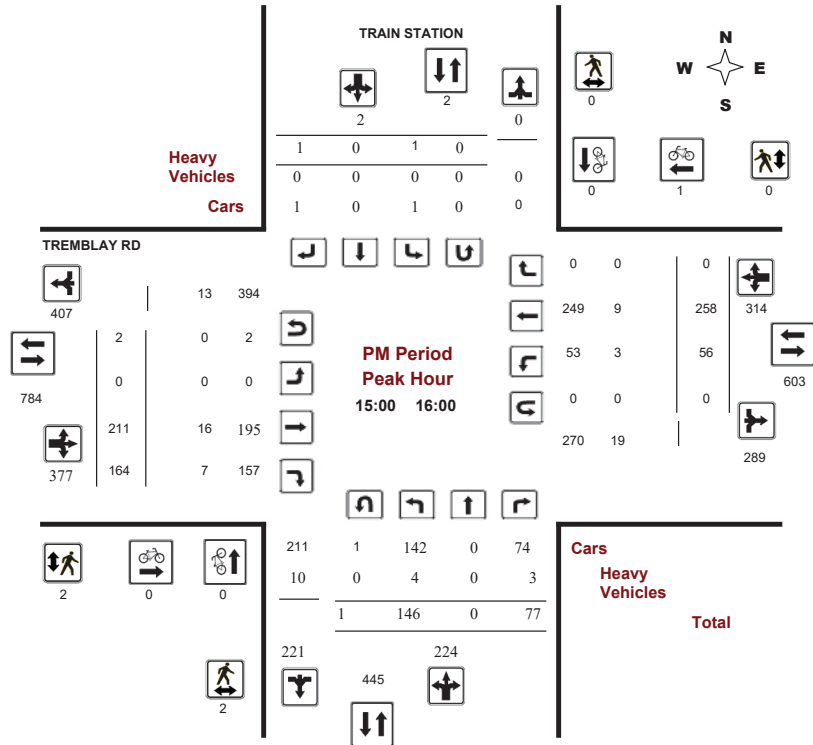 TRAIN STATION
N
W E
S
2
2
0
0
1 0 1 0
Heavy
Vehicles
0 0 0 0 0
Cars
1 0 1 0 0
0 1 0
TREMBLAY RD
407
13 394
0 0 0
2 0 2
249 9 258 314
784
0 0 0
PM Period
Peak Hour
15:00 16:00
53 3 56
603
211 16 195
0 0 0
377
164 7 157
270 19
289
211 1 142 0 74
Cars
10 0 4 0 3
Heavy
Vehicles
2 0 0
1 146 0 77
Total
221 445 224
2